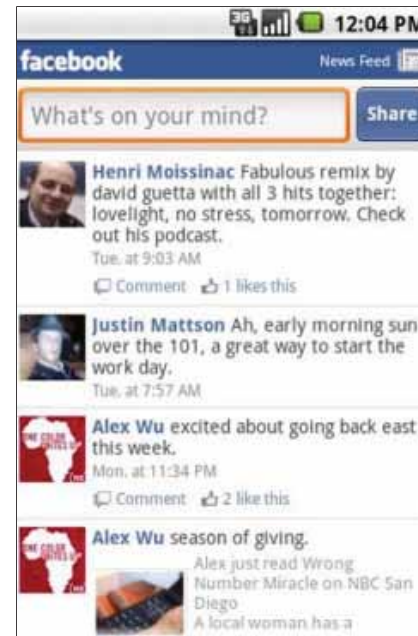 3G 12:04 PM
facebook News Feed
What's on your mind? Share
Henri Moissinac Fabulous remix by
david guetta with all 3 hits together:
lovelight, no stress, tomorrow. Check
out his podcast.
Tue. at 9:03 AM
Comment 1 likes this
Justin Mattson Ah, early morning sun
over the 101, a great way to start the
work day.
Tue. at 7:57 AM
Alex Wu excited about going back east
this week.
Mon. at 11:34 PM
Comment 2 like this
Alex Wu season of giving.
Alex just read Wrong
Number Miracle on NBC San
Diego
A local woman has a